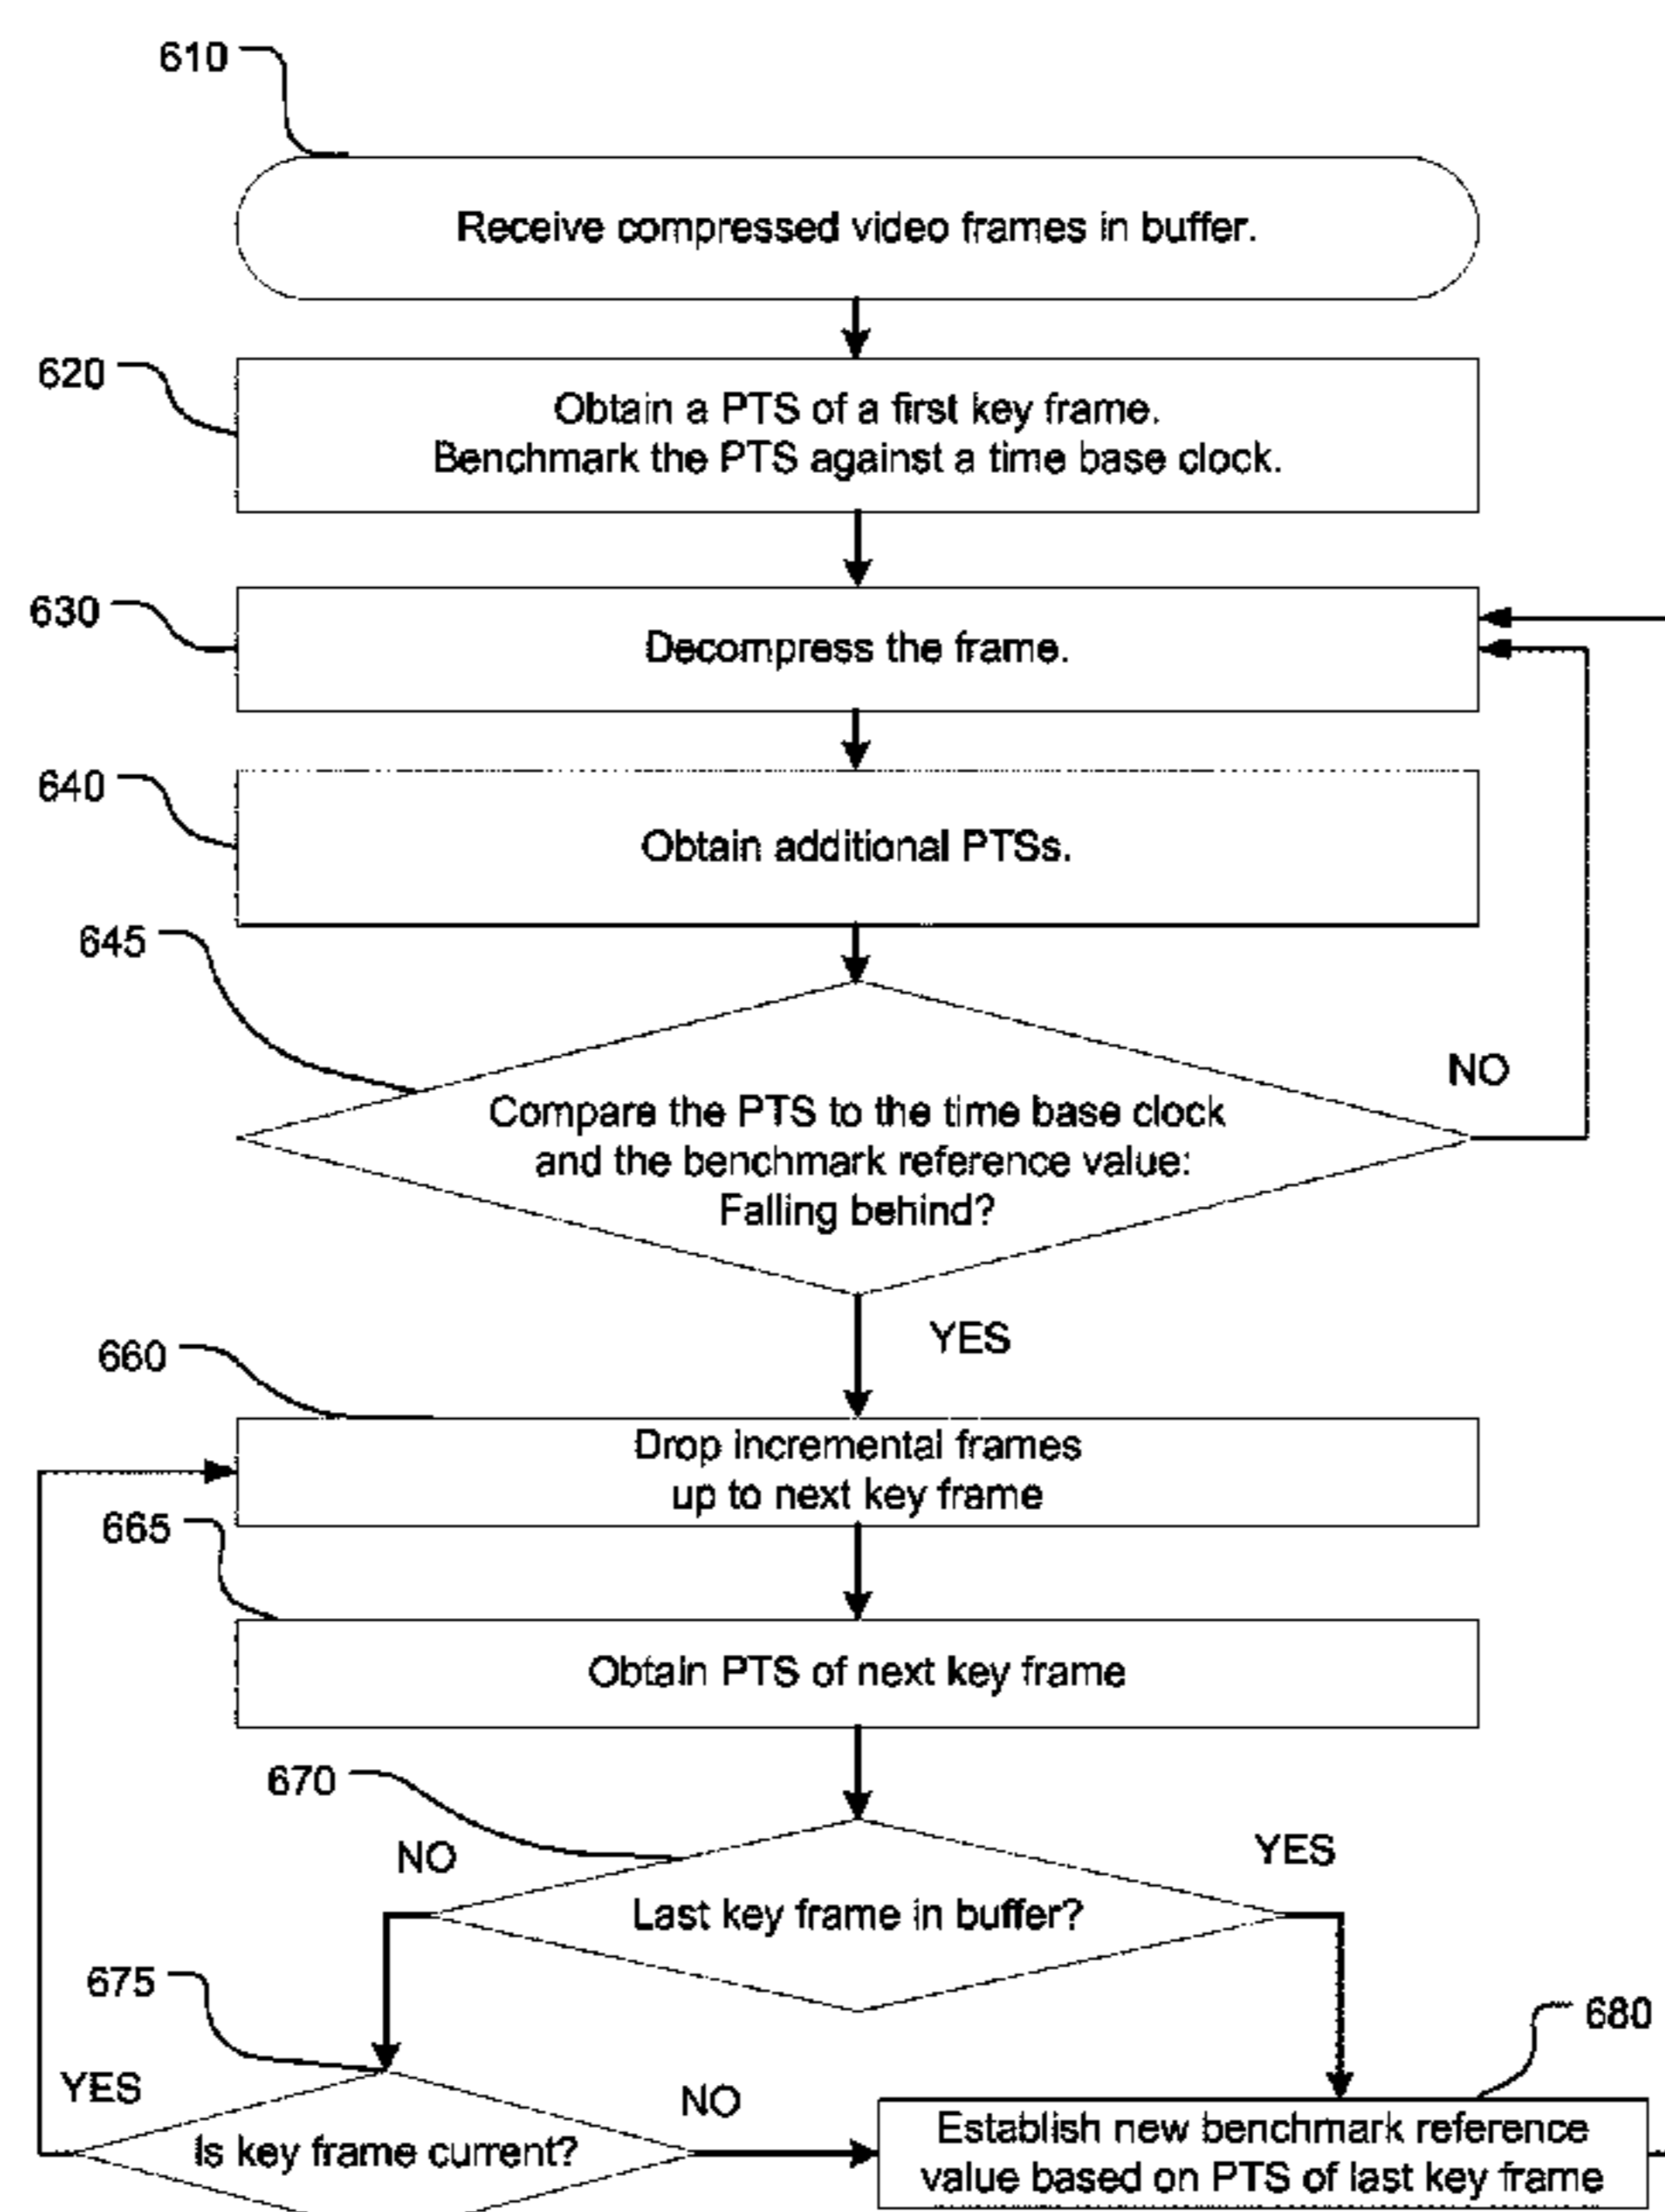 610
Receive compressed video frames in buffer.
620
Obtain a PTS of a first key frame.
Benchmark the PTS against a time base clock.
630
Decompress the frame.
640
Obtain additional PTSs.
645
NO
Compare the PTS to the time base clock
and the benchmark reference value:
Falling behind?
YES
660
Drop incremental frames
up to next key frame
665
Obtain PTS of next key frame
670
NO
YES
Last key frame in buffer?
675
680
YES
NO
Is key frame current?
Establish new benchmark reference
value based on PTS of last key frame